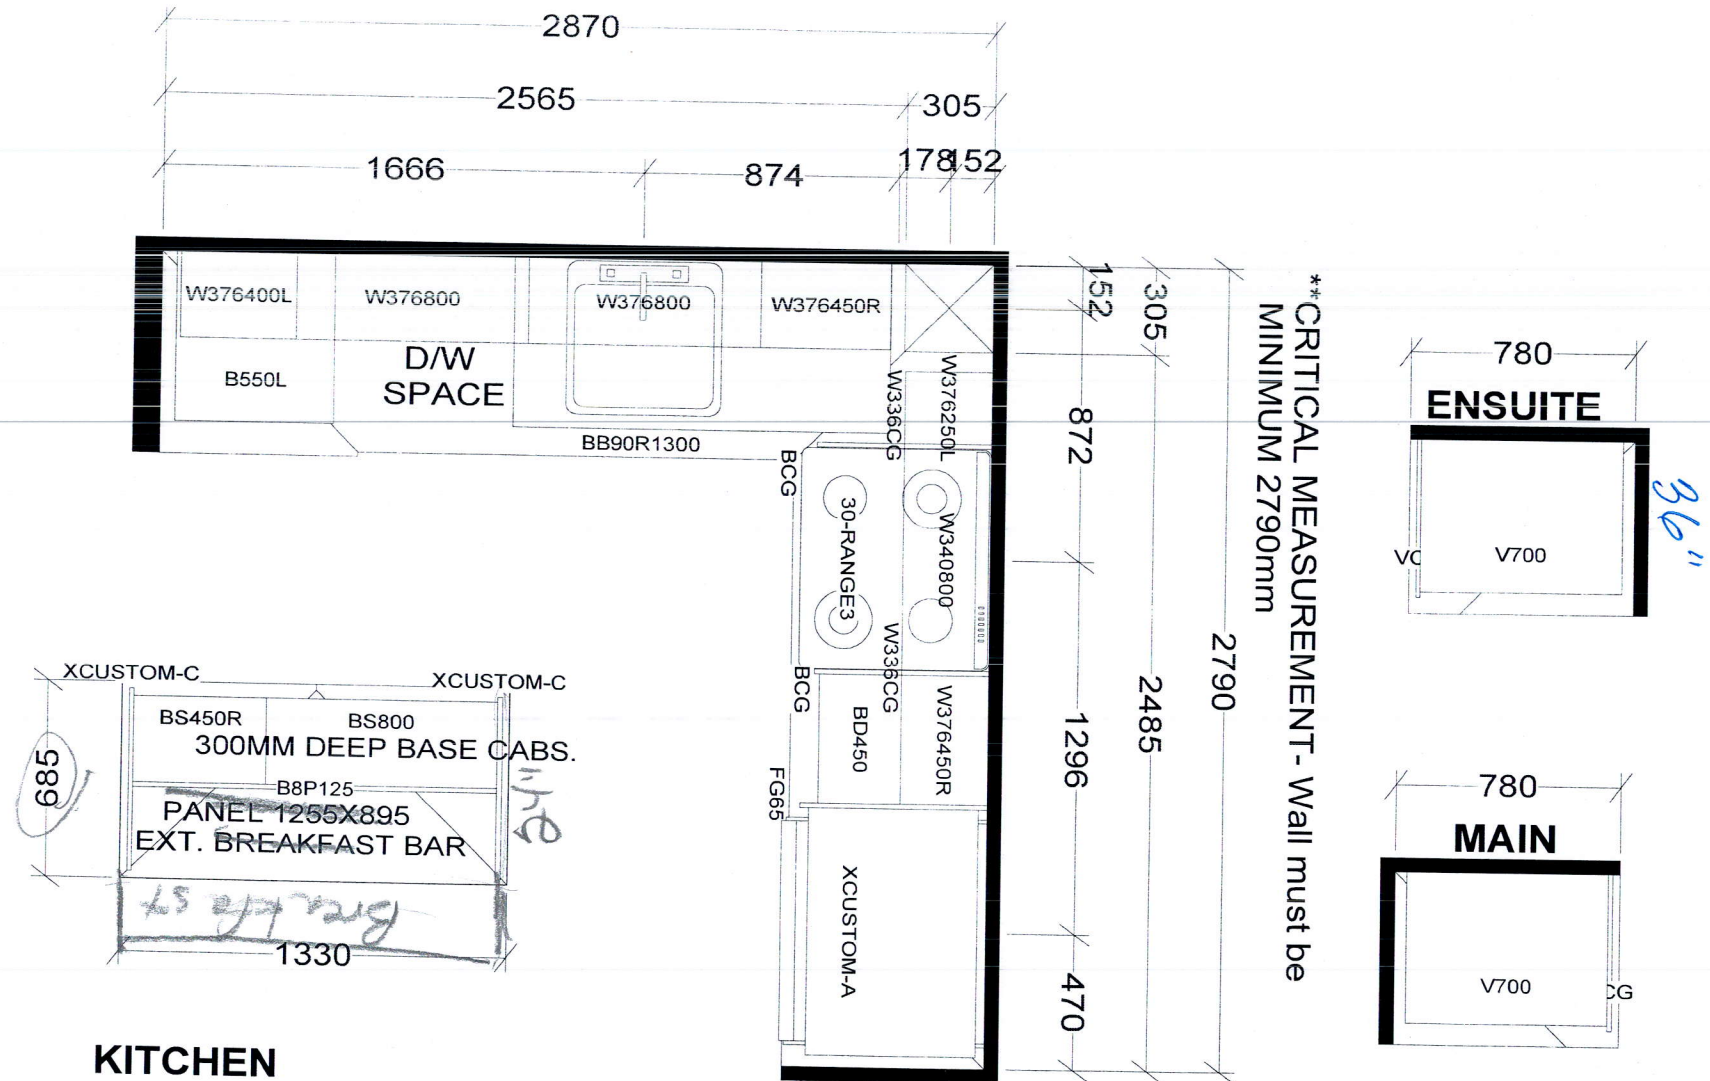 2870
2565
305
1666
874
178
152
W376400L
W376800
W376800
W376450R
B550L
D/W
SPACE
BB90R1300
W336CG
W376250L
BCG
30-RANGE3
W340800
BCG
W336CG
BD450
W376450R
FG65
XCUSTOM-A
152
305
872
2485
2790
1296
470
**CRITICAL MEASUREMENT- Wall must be
MINIMUM 2790mm
780
ENSUITE
36"
V700
780
MAIN
V700
CG
XCUSTOM-C
XCUSTOM-C
BS450R
BS800
300MM DEEP BASE CABS.
685
B8P125
PANEL 1255X895
EXT. BREAKFAST BAR
Breakfast
1330
KITCHEN